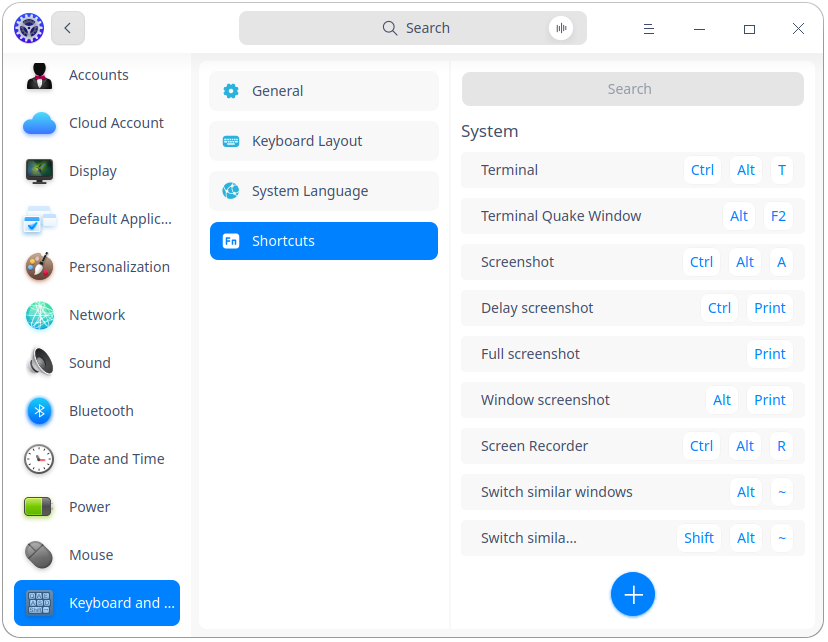 Search
Accounts
Cloud Account
Display
Default Applic...
Personalization
Network
Sound
Bluetooth
Date and Time
Power
Mouse
Keyboard and ...
General
Keyboard Layout
System Language
Fn Shortcuts
Search
System
Terminal Ctrl Alt T
Terminal Quake Window Alt F2
Screenshot Ctrl Alt A
Delay screenshot Ctrl Print
Full screenshot Print
Window screenshot Alt Print
Screen Recorder Ctrl Alt R
Switch similar windows Alt ~
Switch simila... Shift Alt ~